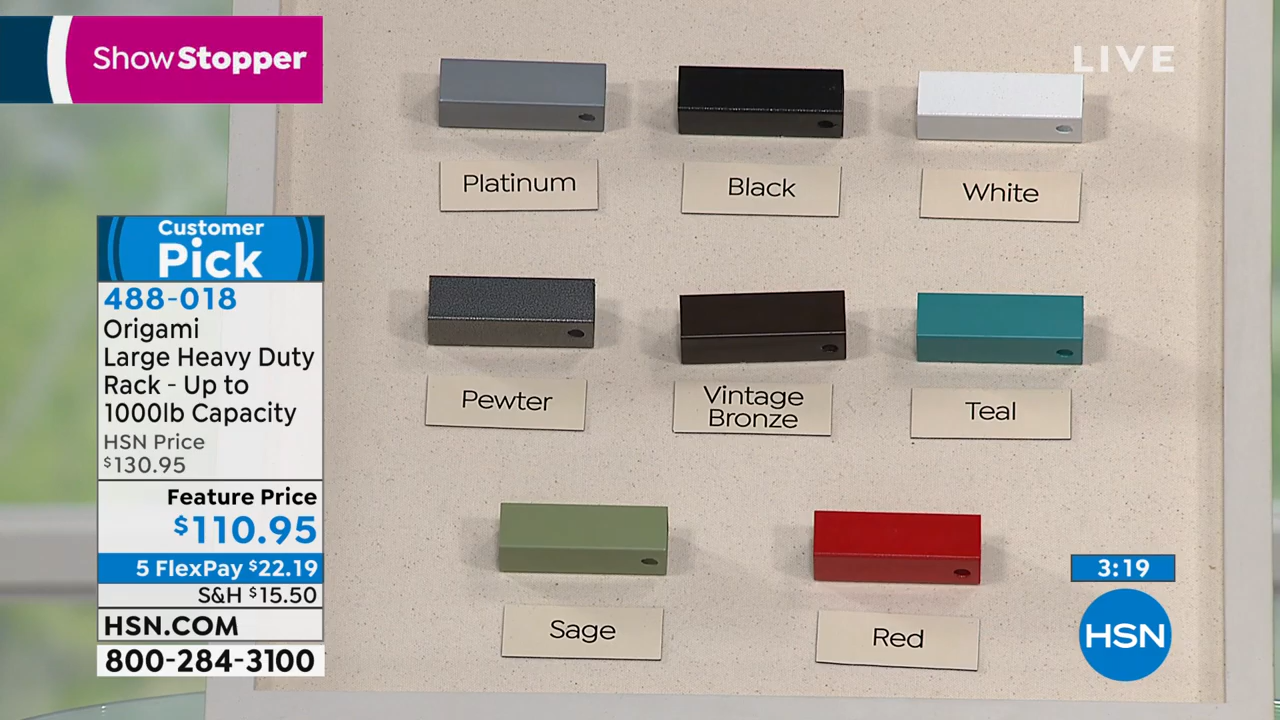 ShowStopper
LIVE
Platinum
Black
White
Customer
Pick
488-018
Origami
Large Heavy Duty
Rack - Up to
1000lb Capacity
HSN Price
$130.95
Feature Price
$110.95
5 FlexPay $22.19
S&H $15.50
HSN.COM
800-284-3100
Pewter
Vintage
Bronze
Teal
Sage
Red
3:19
HSN